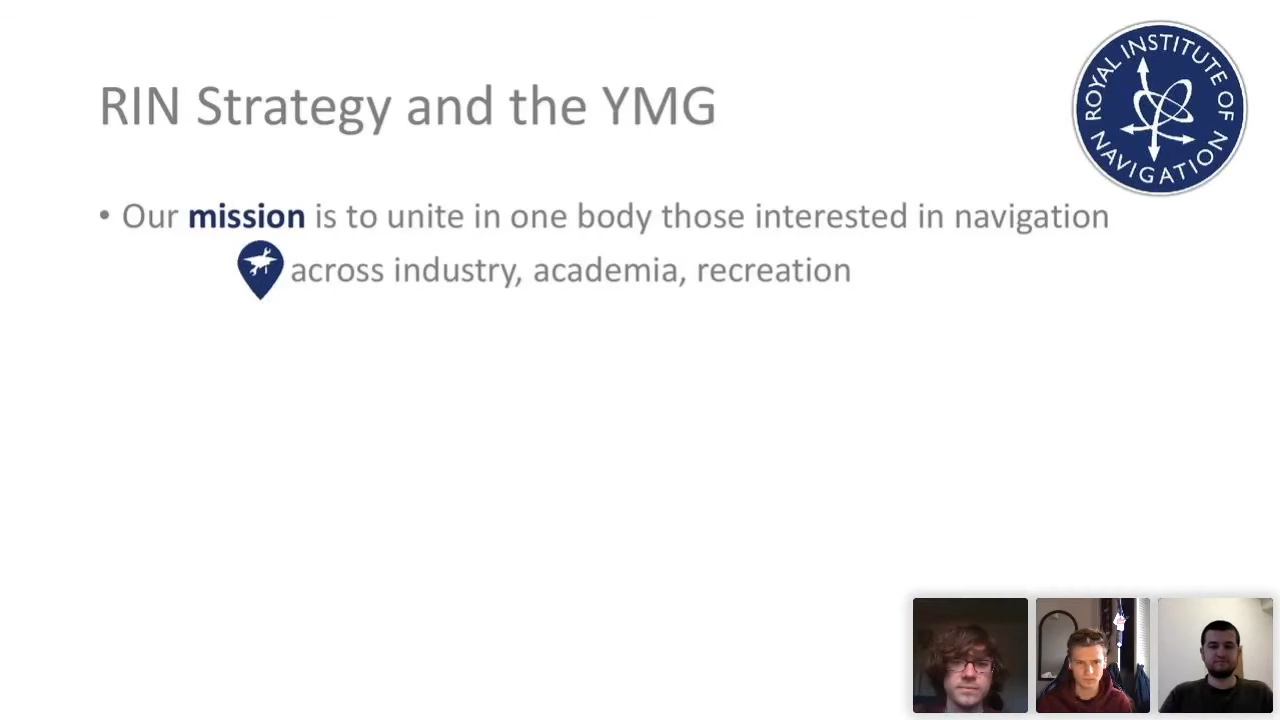 RIN Strategy and the YMG
ROYAL INSTITUTE OF NAVIGATION
• Our mission is to unite in one body those interested in navigation
across industry, academia, recreation